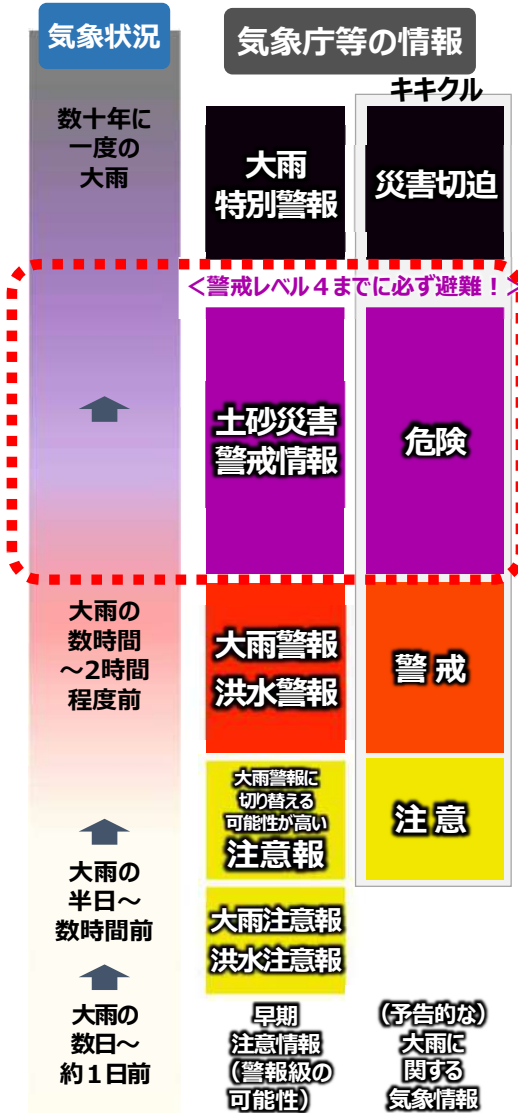 気象状況
気象庁等の情報
キキクル
数十年に
一度の
大雨
大雨
特別警報
災害切迫
＜警戒レベル４までに必ず避難！＞
土砂災害
警戒情報
危険
大雨の
数時間
～2時間
程度前
大雨警報
洪水警報
警戒
大雨警報に
切り替える
可能性が高い
注意報
注意
大雨の
半日～
数時間前
大雨注意報
洪水注意報
大雨の
数日～
約１日前
早期
注意情報
（警報級の
可能性）
（予告的な）
大雨に
関する
気象情報